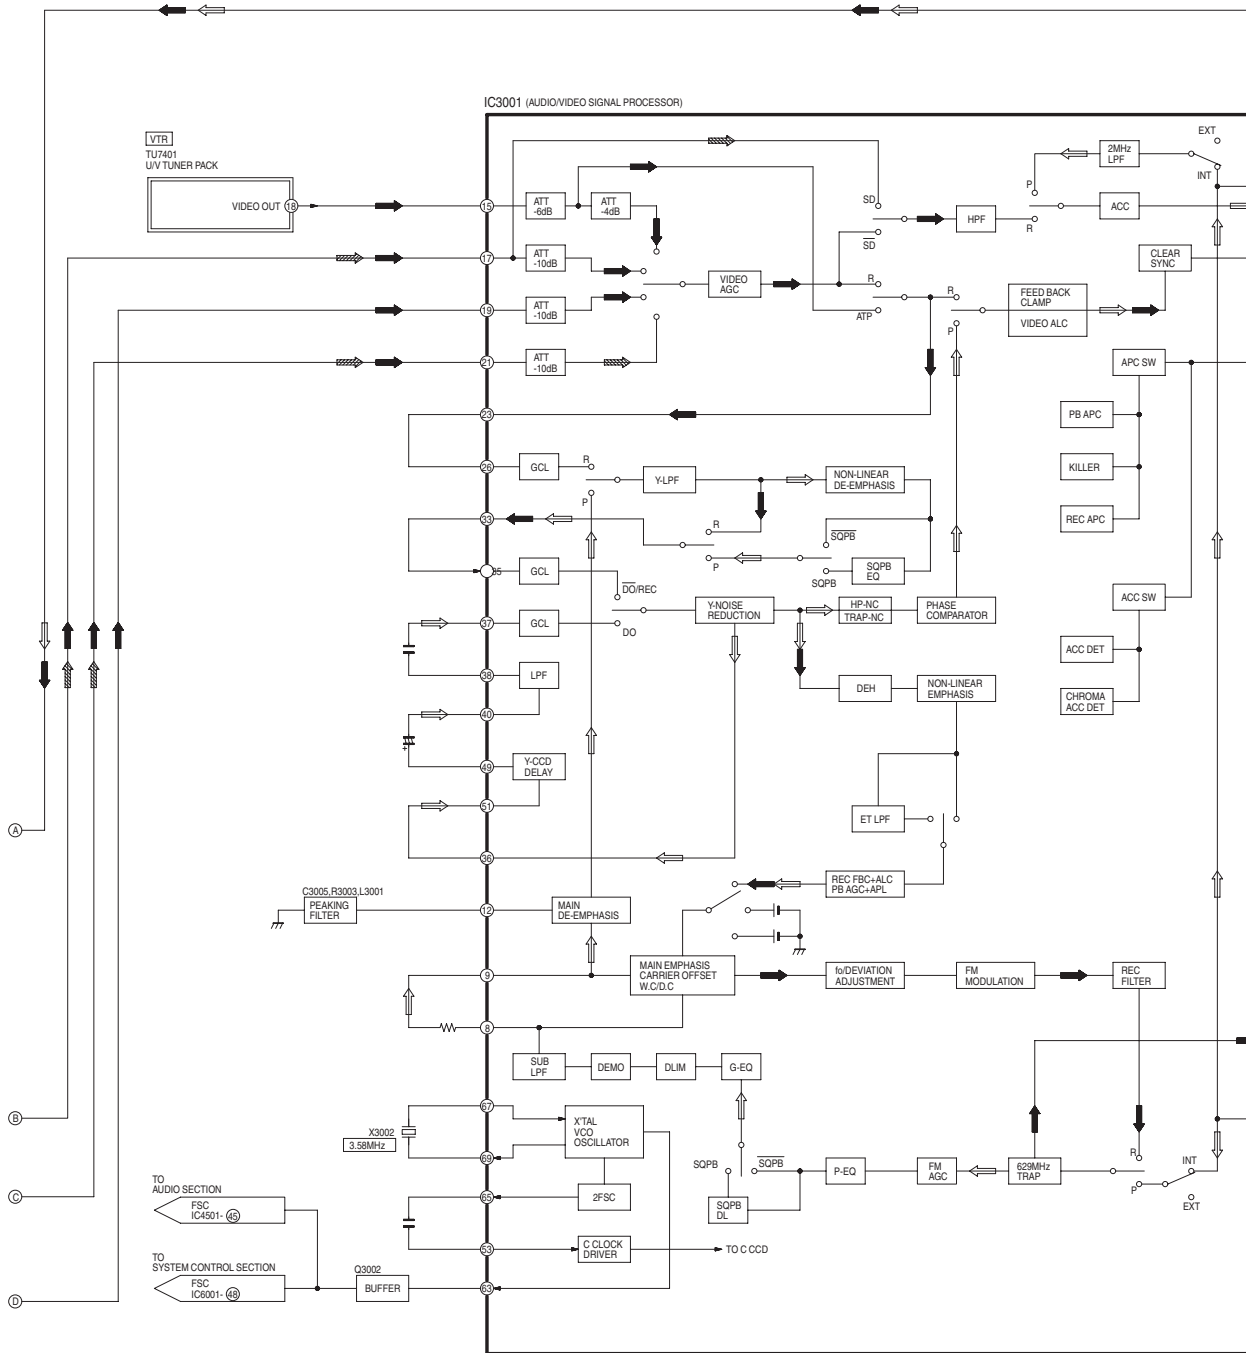 IC3001 (AUDIO/VIDEO SIGNAL PROCESSOR)
VTR
TU7401
U/V TUNER PACK
VIDEO OUT 18
15
ATT
-6dB
ATT
-4dB
17
ATT
-10dB
19
ATT
-10dB
21
ATT
-10dB
VIDEO
AGC
SD
SD
R
ATP
HPF
P
R
2MHz
LPF
ACC
EXT
INT
CLEAR
SYNC
R
P
FEED BACK
CLAMP
VIDEO ALC
APC SW
PB APC
KILLER
REC APC
ACC SW
ACC DET
CHROMA
ACC DET
23
26
GCL
R
P
Y-LPF
NON-LINEAR
DE-EMPHASIS
33
R
P
SQPB
SQPB
SQPB
EQ
35
GCL
DO/REC
DO
37
GCL
Y-NOISE
REDUCTION
HP-NC
TRAP-NC
PHASE
COMPARATOR
38
LPF
DEH
NON-LINEAR
EMPHASIS
40
+
49
Y-CCD
DELAY
51
ET LPF
A
36
REC FBC+ALC
PB AGC+APL
C3005,R3003,L3001
PEAKING
FILTER
12
MAIN
DE-EMPHASIS
9
MAIN EMPHASIS
CARRIER OFFSET
W.C/D.C
fo/DEVIATION
ADJUSTMENT
FM
MODULATION
REC
FILTER
8
SUB
LPF
DEMO
DLIM
G-EQ
B
67
X3002
3.58MHz
X'TAL
VCO
OSCILLATOR
69
SQPB
SQPB
SQPB
DL
P-EQ
FM
AGC
629MHz
TRAP
R
P
INT
EXT
C
TO
AUDIO SECTION
FSC
IC4501- 45
65
2FSC
53
C CLOCK
DRIVER
TO C CCD
TO
SYSTEM CONTROL SECTION
FSC
IC6001- 48
Q3002
BUFFER
63
D